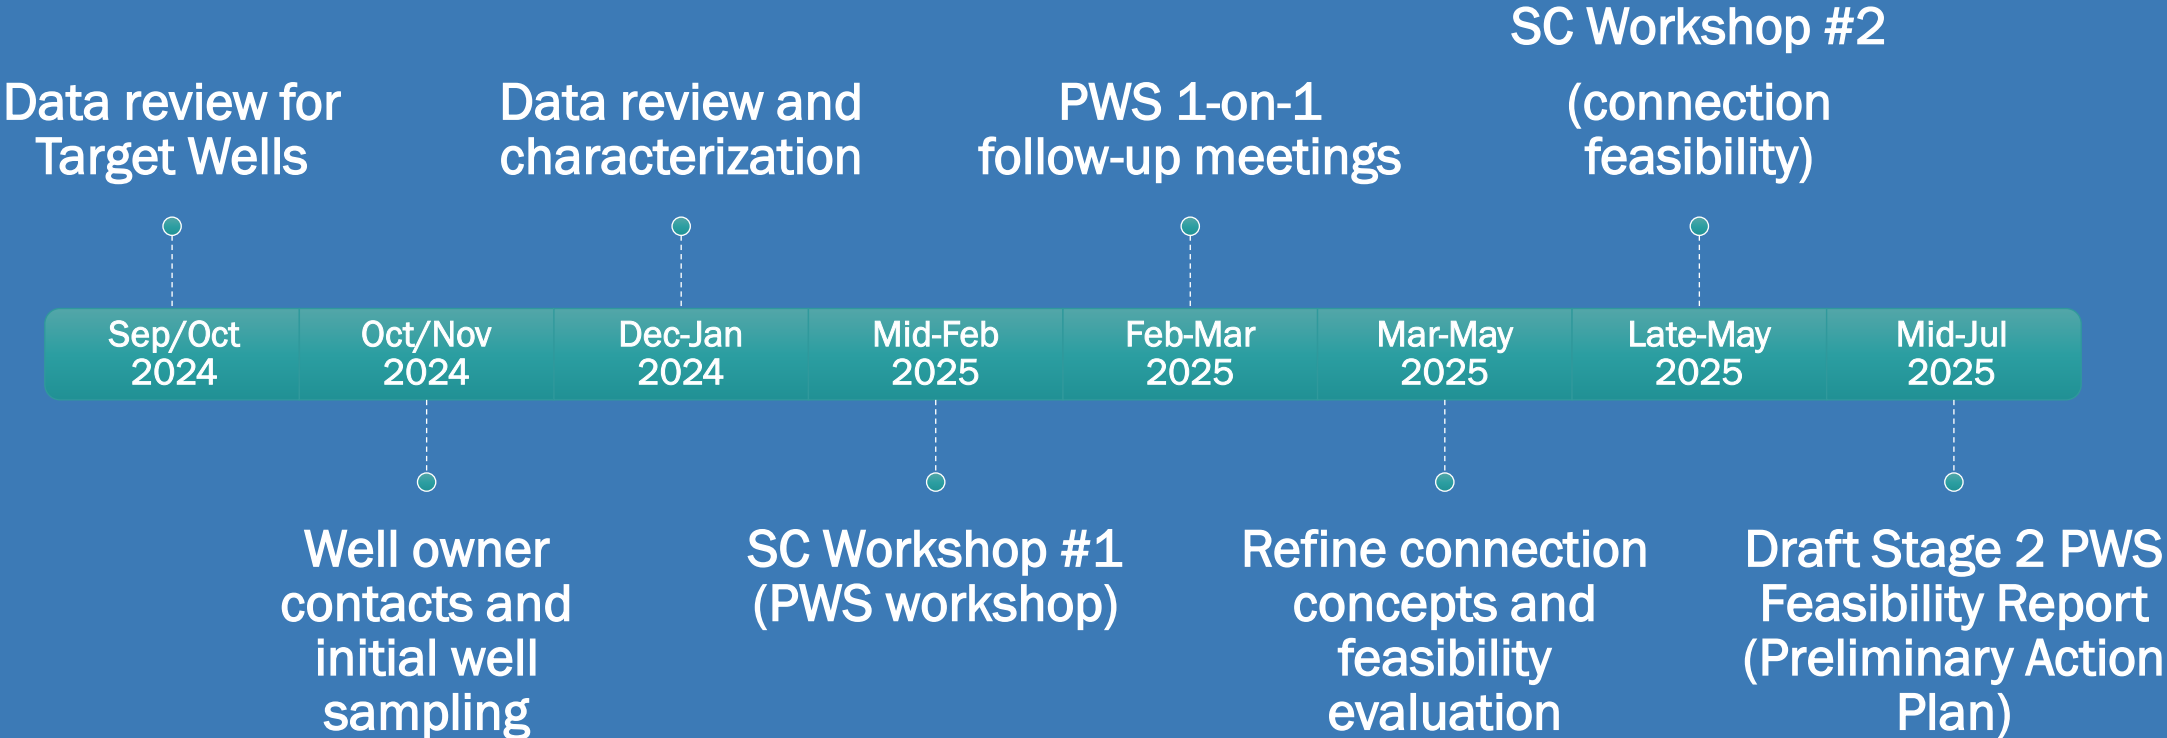 SC Workshop #2
(connection
feasibility)
Data review for
Target Wells
Data review and
characterization
PWS 1-on-1
follow-up meetings
Sep/Oct
2024
Oct/Nov
2024
Dec-Jan
2024
Mid-Feb
2025
Feb-Mar
2025
Mar-May
2025
Late-May
2025
Mid-Jul
2025
Well owner
contacts and
initial well
sampling
SC Workshop #1
(PWS workshop)
Refine connection
concepts and
feasibility
evaluation
Draft Stage 2 PWS
Feasibility Report
(Preliminary Action
Plan)